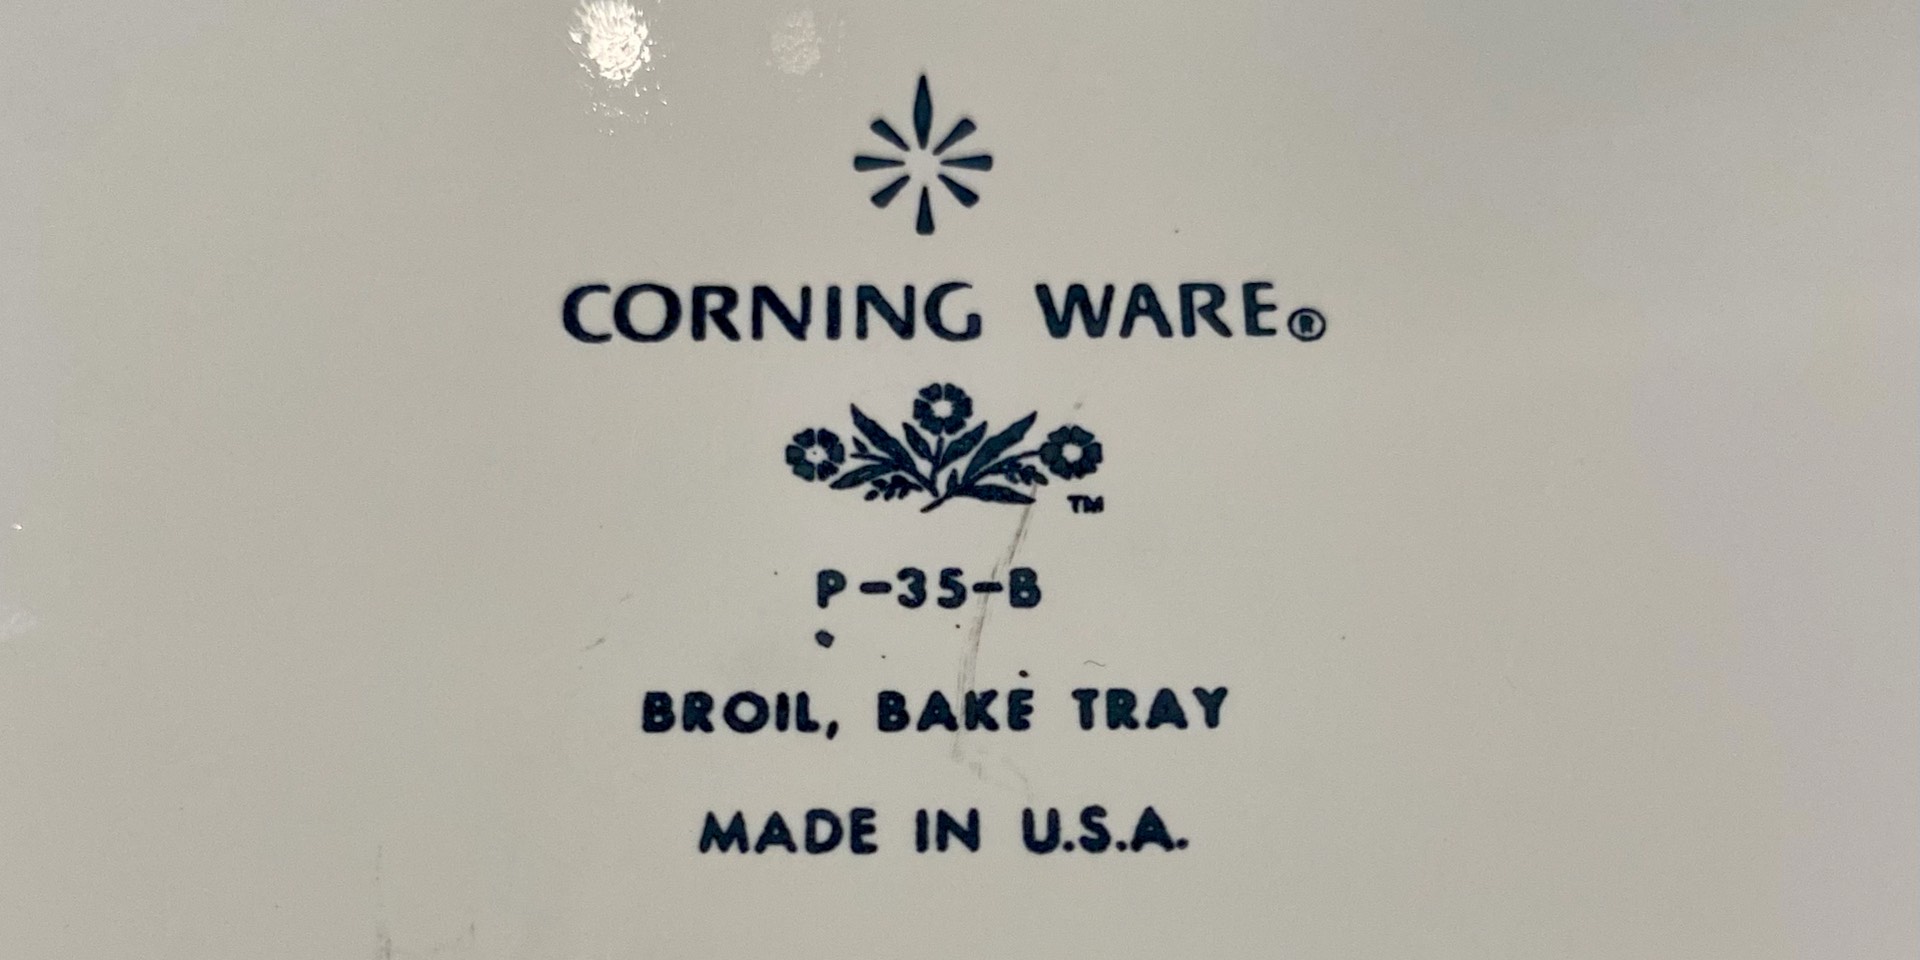 CORNING WARE®
TM
P-35-B
BROIL, BAKE TRAY
MADE IN U.S.A.